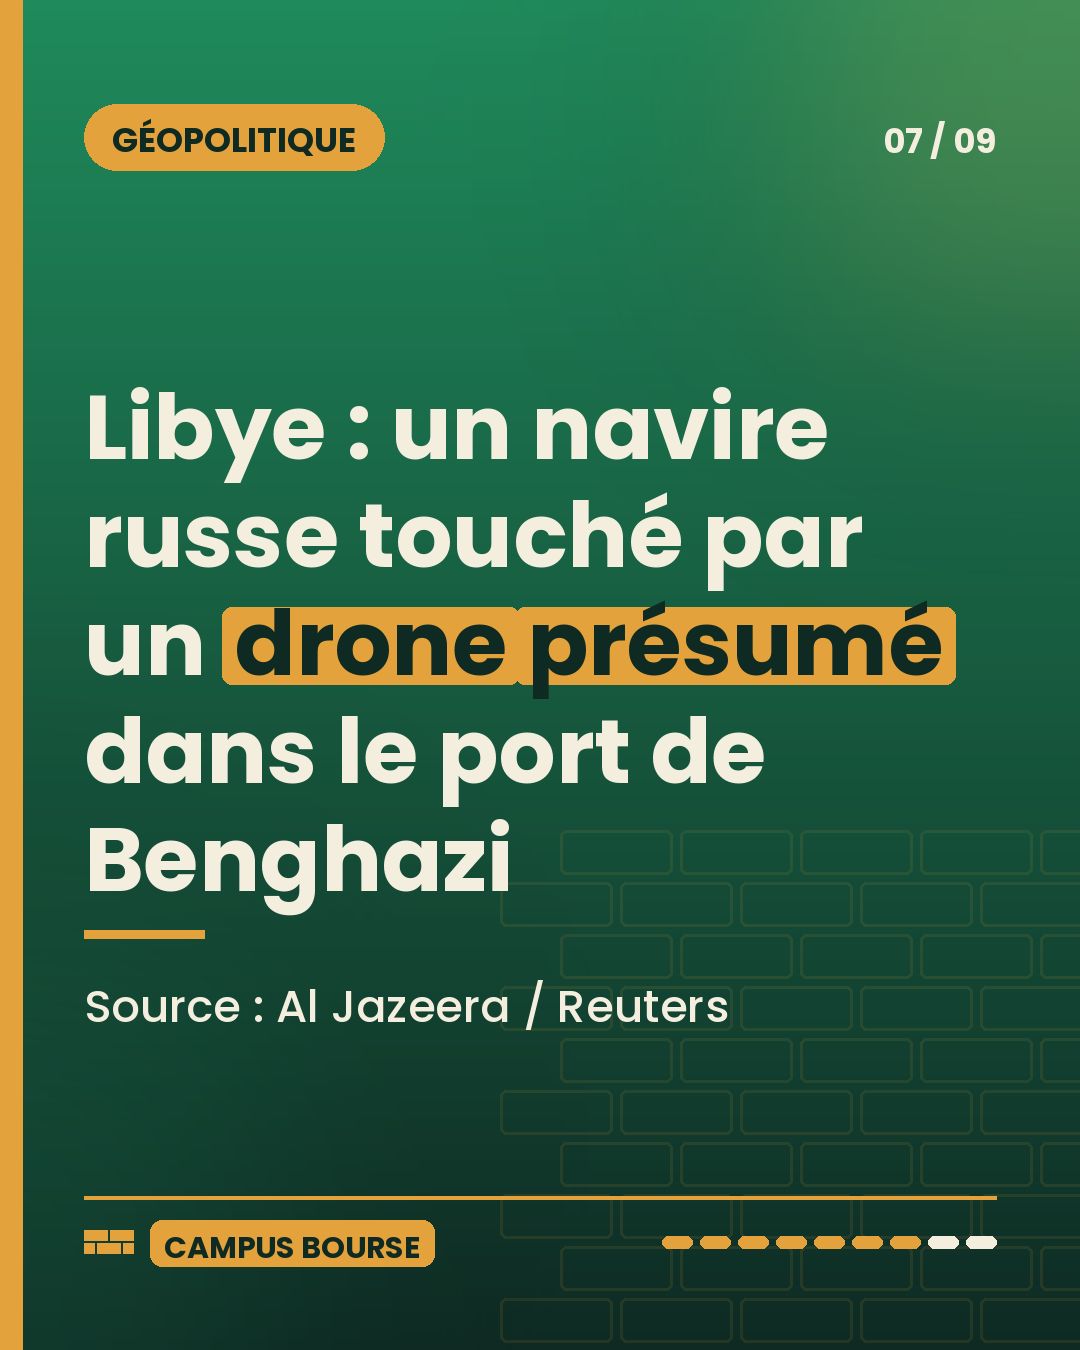 GÉOPOLITIQUE
07 / 09
Libye : un navire
russe touché par
un drone présumé
dans le port de
Benghazi
Source : Al Jazeera / Reuters
CAMPUS BOURSE